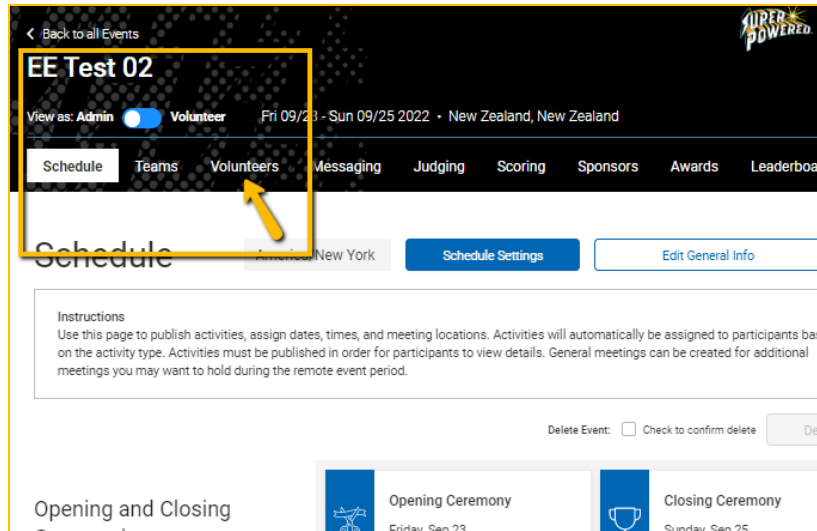 Back to all Events
SUPER POWERED
EE Test 02
View as: Admin Volunteer Fri 09/23 - Sun 09/25 2022 • New Zealand, New Zealand
Schedule Teams Volunteers Messaging Judging Scoring Sponsors Awards Leaderboa
Schedule America/New York Schedule Settings Edit General Info
Instructions
Use this page to publish activities, assign dates, times, and meeting locations. Activities will automatically be assigned to participants bas
on the activity type. Activities must be published in order for participants to view details. General meetings can be created for additional
meetings you may want to hold during the remote event period.
Delete Event: Check to confirm delete De
Opening and Closing
Opening Ceremony
Friday, Sep 23
Closing Ceremony
Sunday, Sep 25